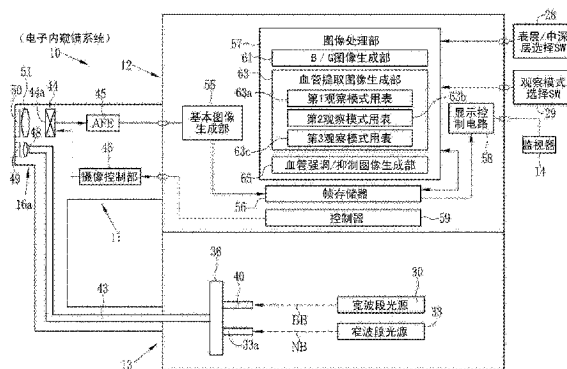 (电子内窥镜系统)
10
12
57
图像处理部
61
B/G图像生成部
63
血管提取图像生成部
63a
第1观察模式用表
63b
第2观察模式用表
63c
第3观察模式用表
65
血管强调/抑制图像生成部
28
表层/中深层选择SW
观察模式选择SW
29
显示控制电路
58
监视器
14
50 51 44
44a
45
AFE
48
49
16a
46
摄像控制部
55
基本图像生成部
帧存储器
56
控制器
59
11
43
36
40
30
BB
宽波段光源
33
NB
窄波段光源
33a
13